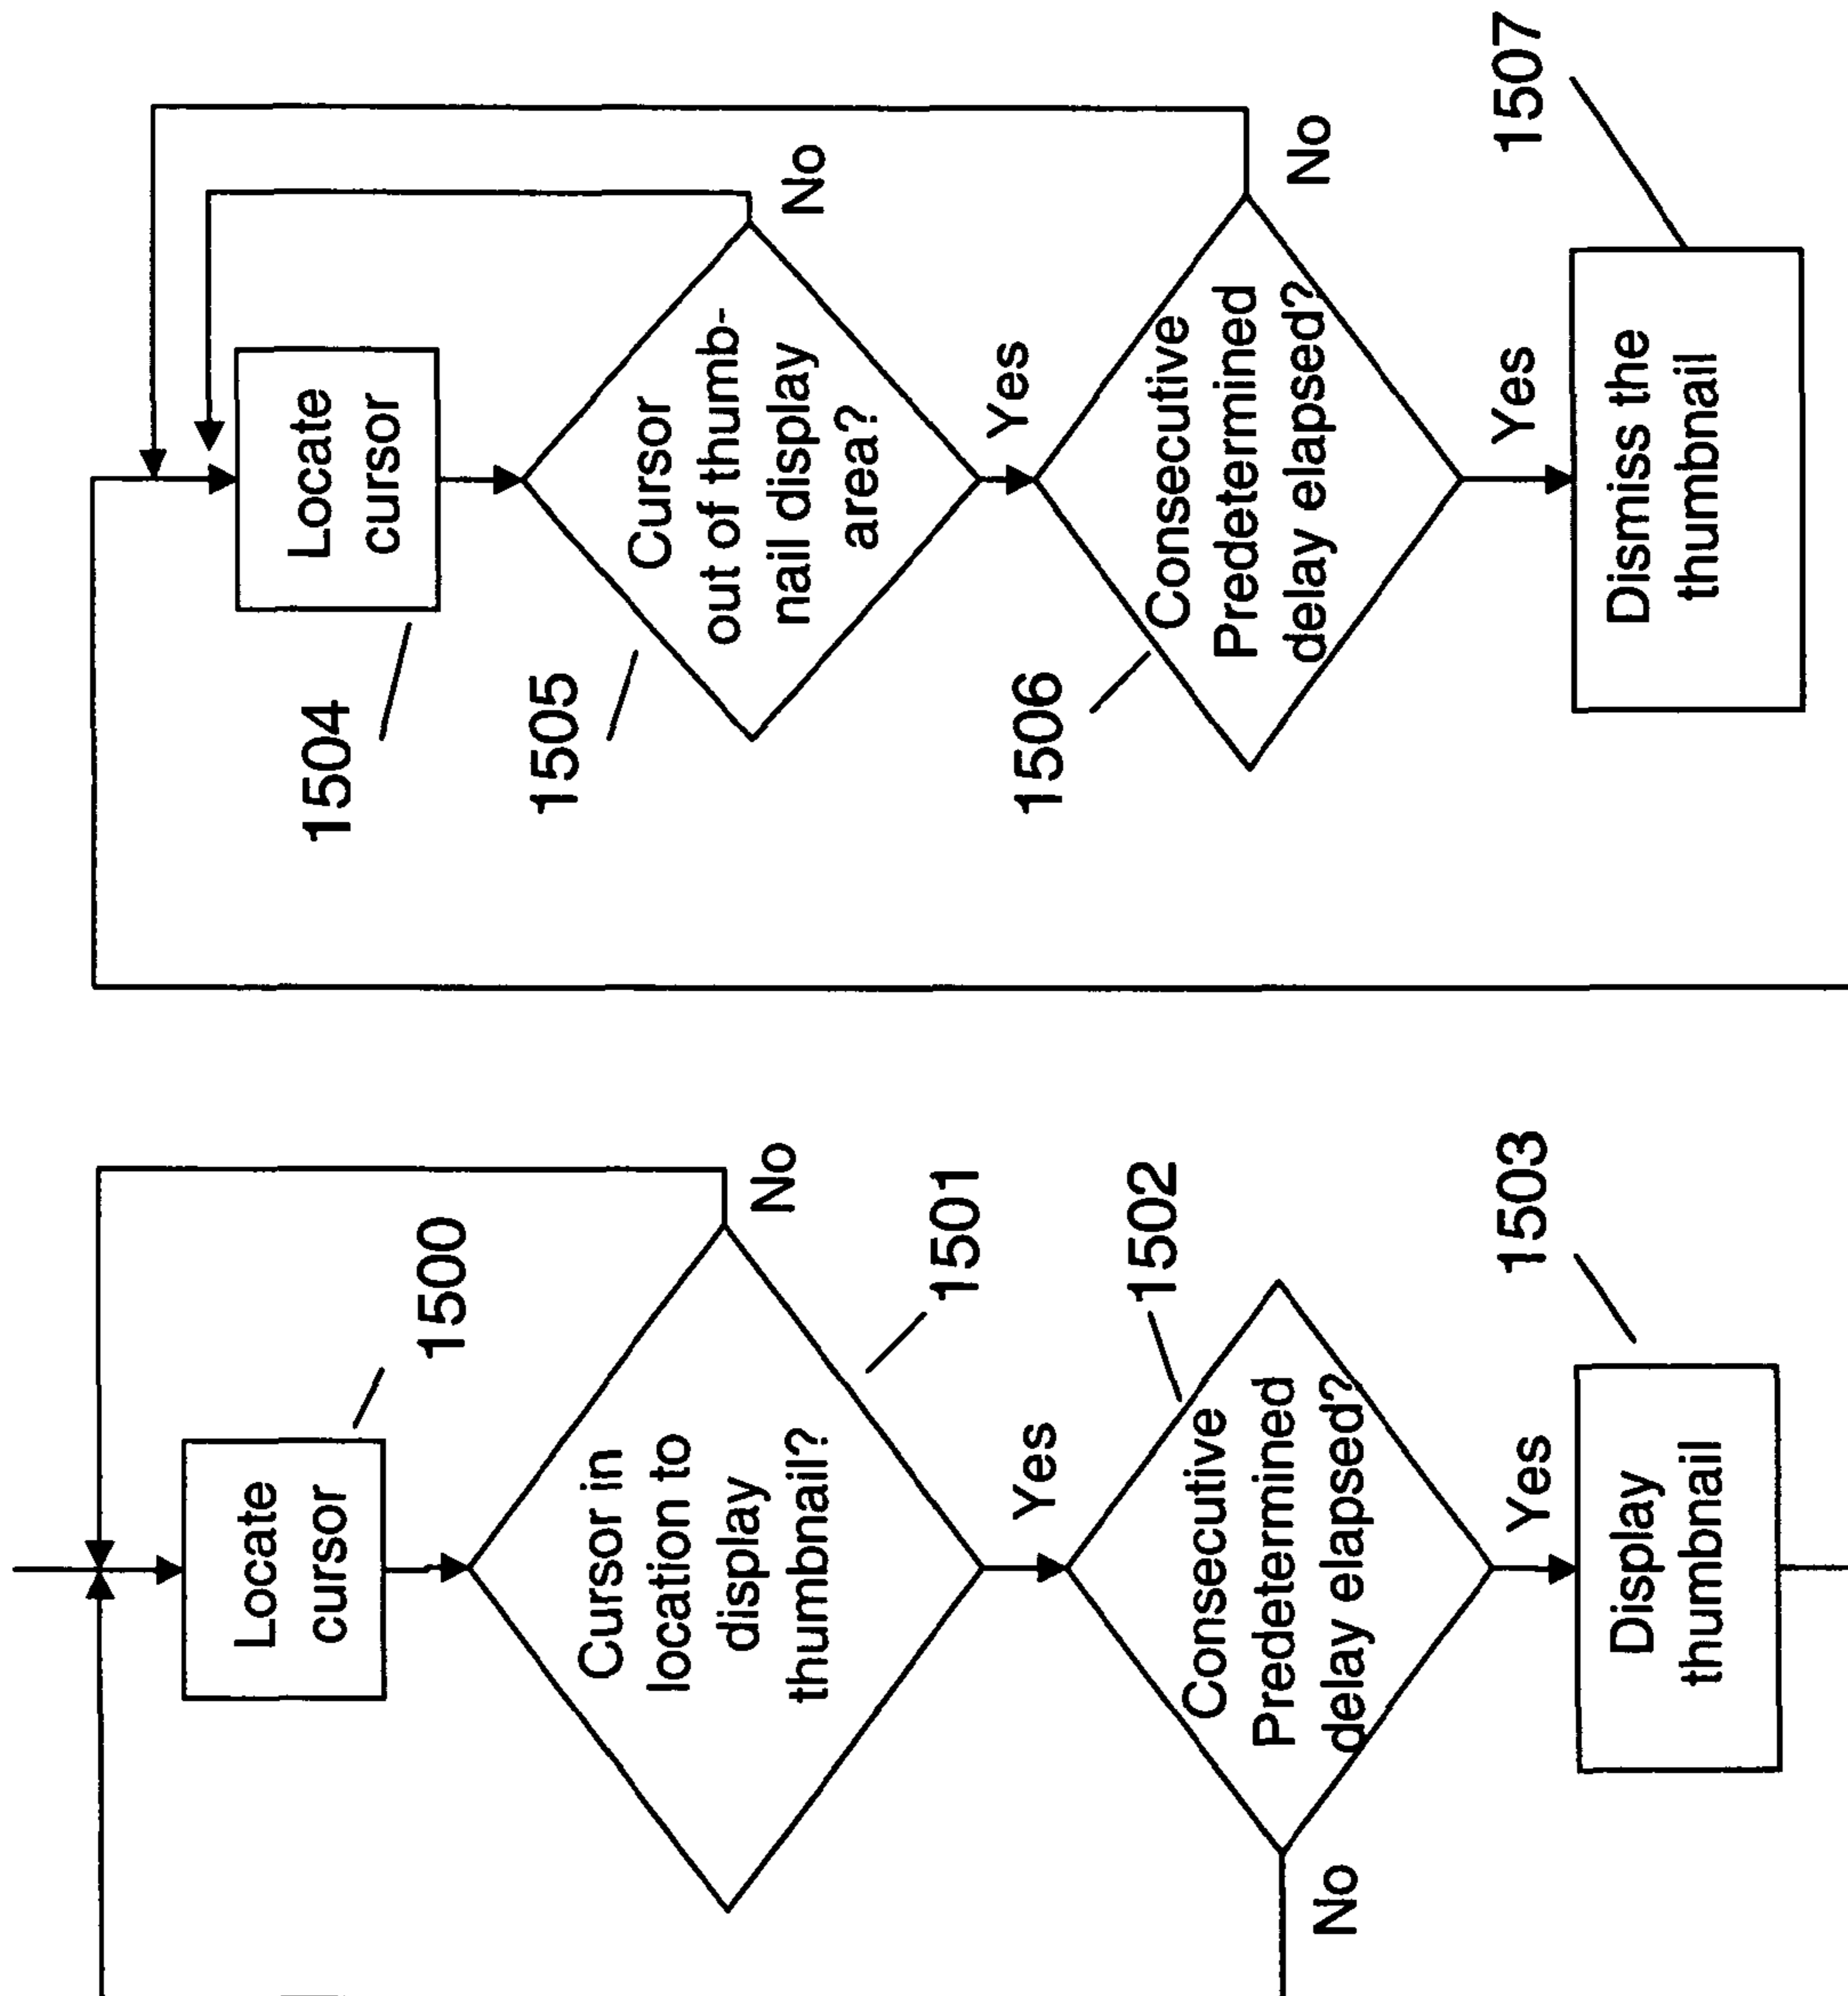 Locate
cursor
1500
Cursor in
location to
display
thumbnail?
No
1501
Yes
1502
Consecutive
Predetermined
delay elapsed?
No
Yes
1503
Display
thumbnail
Locate
cursor
1504
Cursor
out of thumb-
nail display
area?
No
1505
Yes
Consecutive
Predetermined
delay elapsed?
No
1506
Yes
1507
Dismiss the
thumbnail